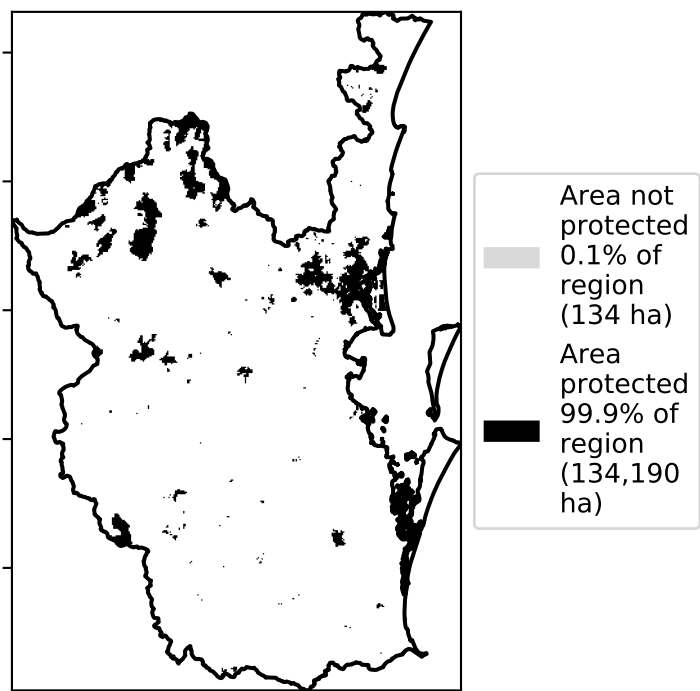 Area not
protected
0.1% of
region
(134 ha)
Area
protected
99.9% of
region
(134,190
ha)